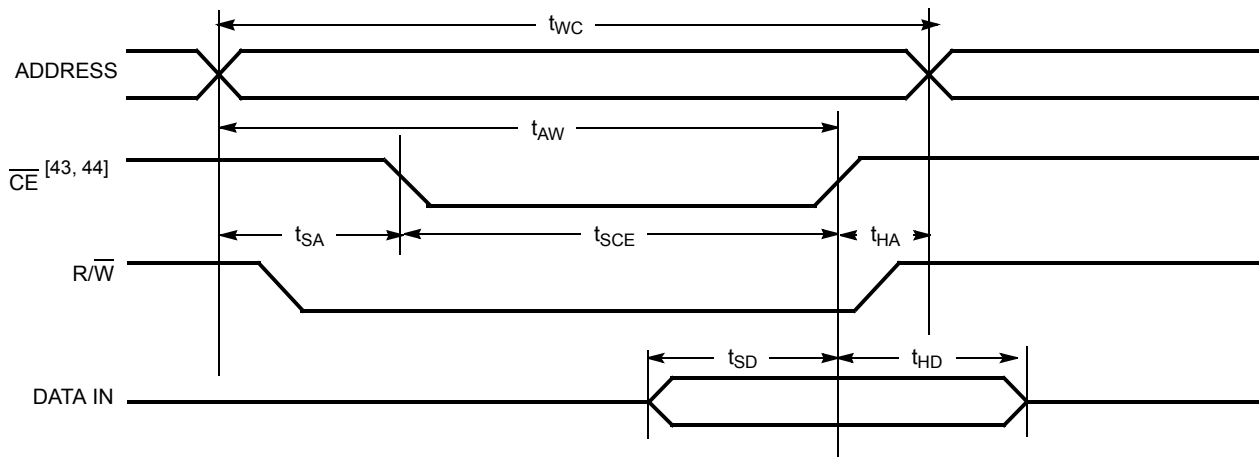 tWC
ADDRESS
tAW
CE [43, 44]
tSA
tSCE
tHA
R/W
tSD
tHD
DATA IN